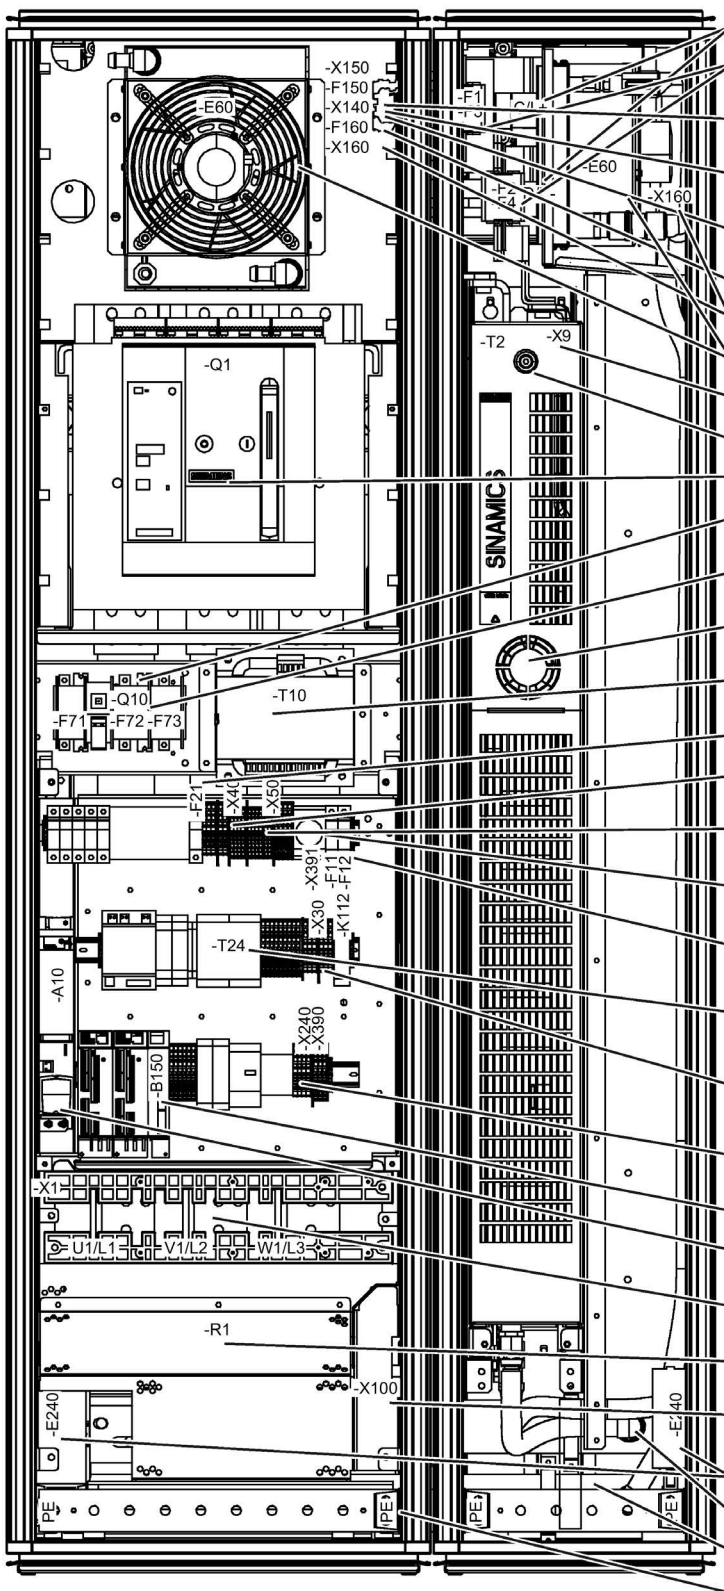 -X150
-F150
-E60
-X140
-F160
-X160
-F1
-F3
C/L+
-E60
-F2
-F4
-X160
-T2
-X9
-Q1
SINAMICS
-Q10
-T10
-F71
-F72
-F73
-F21
-X40
-X50
-X391
-F11
-F12
-X30
-K112
-T24
-A10
-X240
-X390
-B150
-X1
U1/L1
V1/L2
W1/L3
-R1
-X100
-E240
-E240
PE
PE
PE
PE